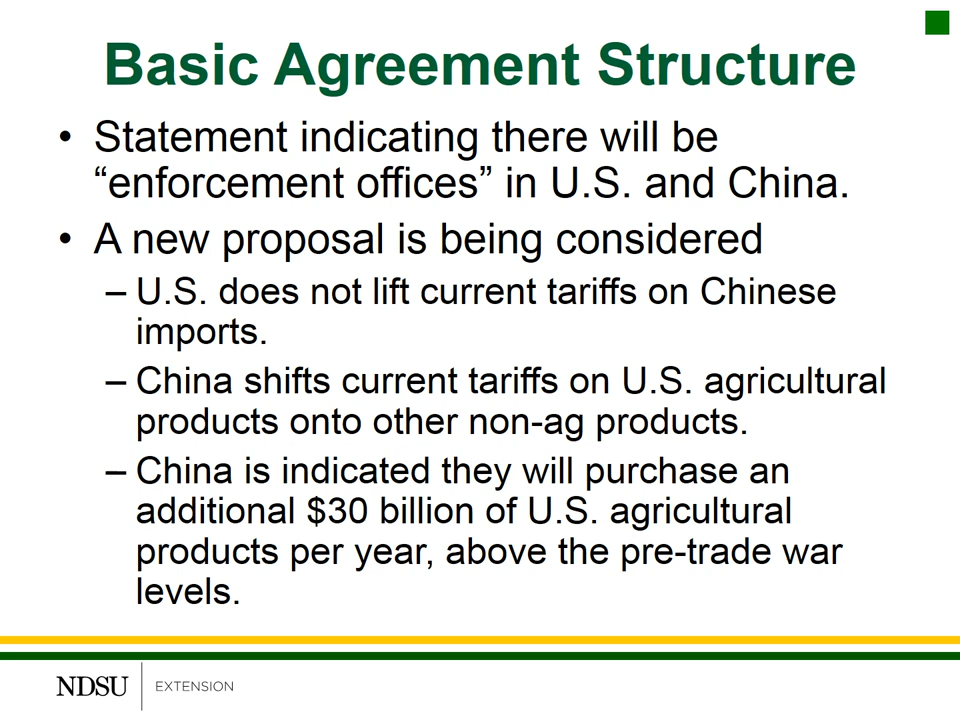 Basic Agreement Structure
• Statement indicating there will be
“enforcement offices” in U.S. and China.
• A new proposal is being considered
– U.S. does not lift current tariffs on Chinese
imports.
– China shifts current tariffs on U.S. agricultural
products onto other non-ag products.
– China is indicated they will purchase an
additional $30 billion of U.S. agricultural
products per year, above the pre-trade war
levels.
NDSU EXTENSION